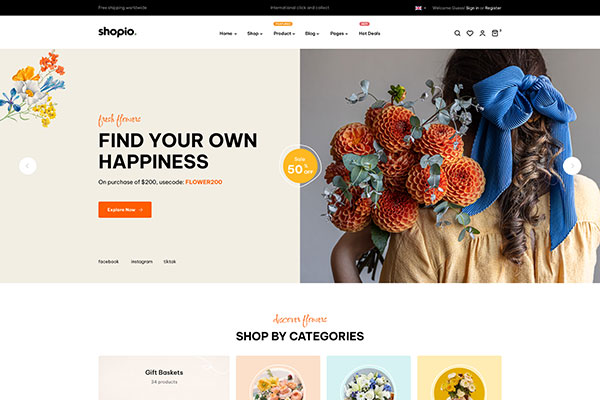 Free shipping worldwide
International click and collect
Welcome Guest! Sign in or Register
shopio.
Home
Shop
Product
Blog
Pages
HOT
Hot Deals
fresh flowers
FIND YOUR OWN
HAPPINESS
On purchase of $200, usecode: FLOWER200
Sale
50% OFF
Explore Now →
facebook
instagram
tiktok
discover flowers
SHOP BY CATEGORIES
Gift Baskets
34 products